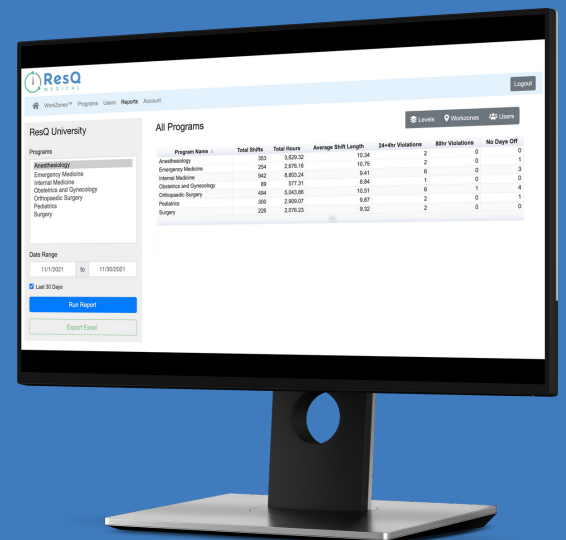 ResQ
MEDICAL
Logout
WorkZones™ Programs Users Reports Account
Levels Workzones Users
ResQ University
All Programs
Programs
Anesthesiology
Emergency Medicine
Internal Medicine
Obstetrics and Gynecology
Orthopaedic Surgery
Pediatrics
Surgery
Program Name Total Shifts Total Hours Average Shift Length 24+4hr Violations 80hr Violations No Days Off
Anesthesiology 353 3,629.32 10.34 2 0 0
Emergency Medicine 254 2,676.16 10.75 2 0 1
Internal Medicine 942 8,803.24 9.41 6 0 3
Obstetrics and Gynecology 89 577.31 6.84 1 0 0
Orthopaedic Surgery 494 5,043.86 10.51 6 1 4
Pediatrics 300 2,909.07 9.87 2 0 1
Surgery 226 2,076.23 9.32 2 0 0
Date Range
11/1/2021 to 11/30/2021
Last 30 Days
Run Report
Export Excel